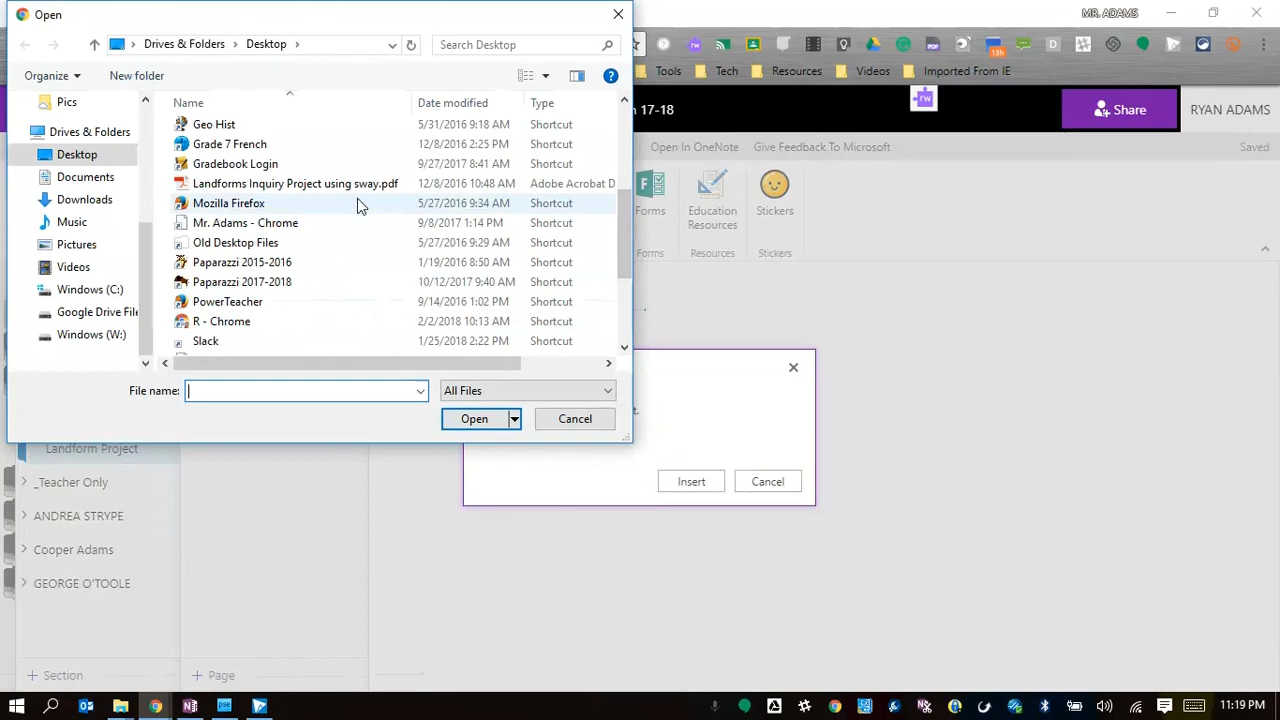 Open
MR. ADAMS
Drives & Folders
Desktop
Search Desktop
Organize
New folder
Tools
Tech
Resources
Videos
Imported From IE
13h
rw
17-18
Share
RYAN ADAMS
Open In OneNote
Give Feedback To Microsoft
Saved
Pics
Drives & Folders
Desktop
Documents
Downloads
Music
Pictures
Videos
Windows (C:)
Google Drive File
Windows (W:)
Name
Date modified
Type
Geo Hist 5/31/2016 9:18 AM Shortcut
Grade 7 French 12/8/2016 2:25 PM Shortcut
Gradebook Login 9/27/2017 8:41 AM Shortcut
Landforms Inquiry Project using sway.pdf 12/8/2016 10:48 AM Adobe Acrobat D
Mozilla Firefox 5/27/2016 9:34 AM Shortcut
Mr. Adams - Chrome 9/8/2017 1:14 PM Shortcut
Old Desktop Files 5/27/2016 9:29 AM Shortcut
Paparazzi 2015-2016 1/19/2016 8:50 AM Shortcut
Paparazzi 2017-2018 10/12/2017 9:40 AM Shortcut
PowerTeacher 9/14/2016 1:02 PM Shortcut
R - Chrome 2/2/2018 10:13 AM Shortcut
Slack 1/25/2018 2:22 PM Shortcut
File name:
All Files
Open
Cancel
Forms
Education
Resources
Stickers
Forms
Resources
Stickers
t.
Insert
Cancel
Landform Project
_Teacher Only
ANDREA STRYPE
Cooper Adams
GEORGE O'TOOLE
Section
Page
11:19 PM